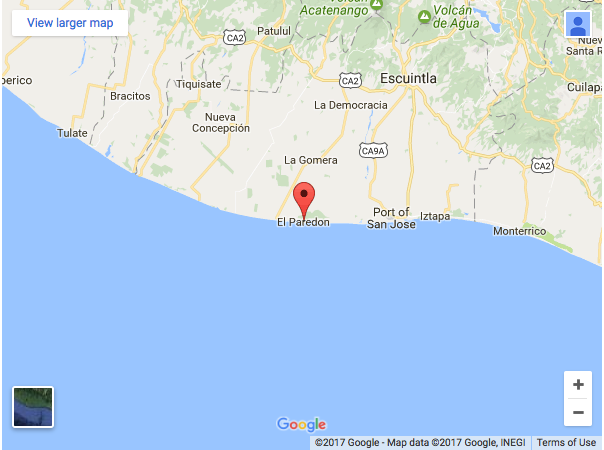 View larger map
Volcán
Acatenango
Volcán
de Agua
Patulul
CA2
Nuev
Santa R
Escuintla
CA2
perico
Tiquisate
Cuilapa
Bracitos
La Democracia
Nueva
Concepción
Tulate
CA9A
La Gomera
CA2
El Paredon
Port of
San Jose
Iztapa
Monterrico
+
−
Google
©2017 Google - Map data ©2017 Google, INEGI
Terms of Use